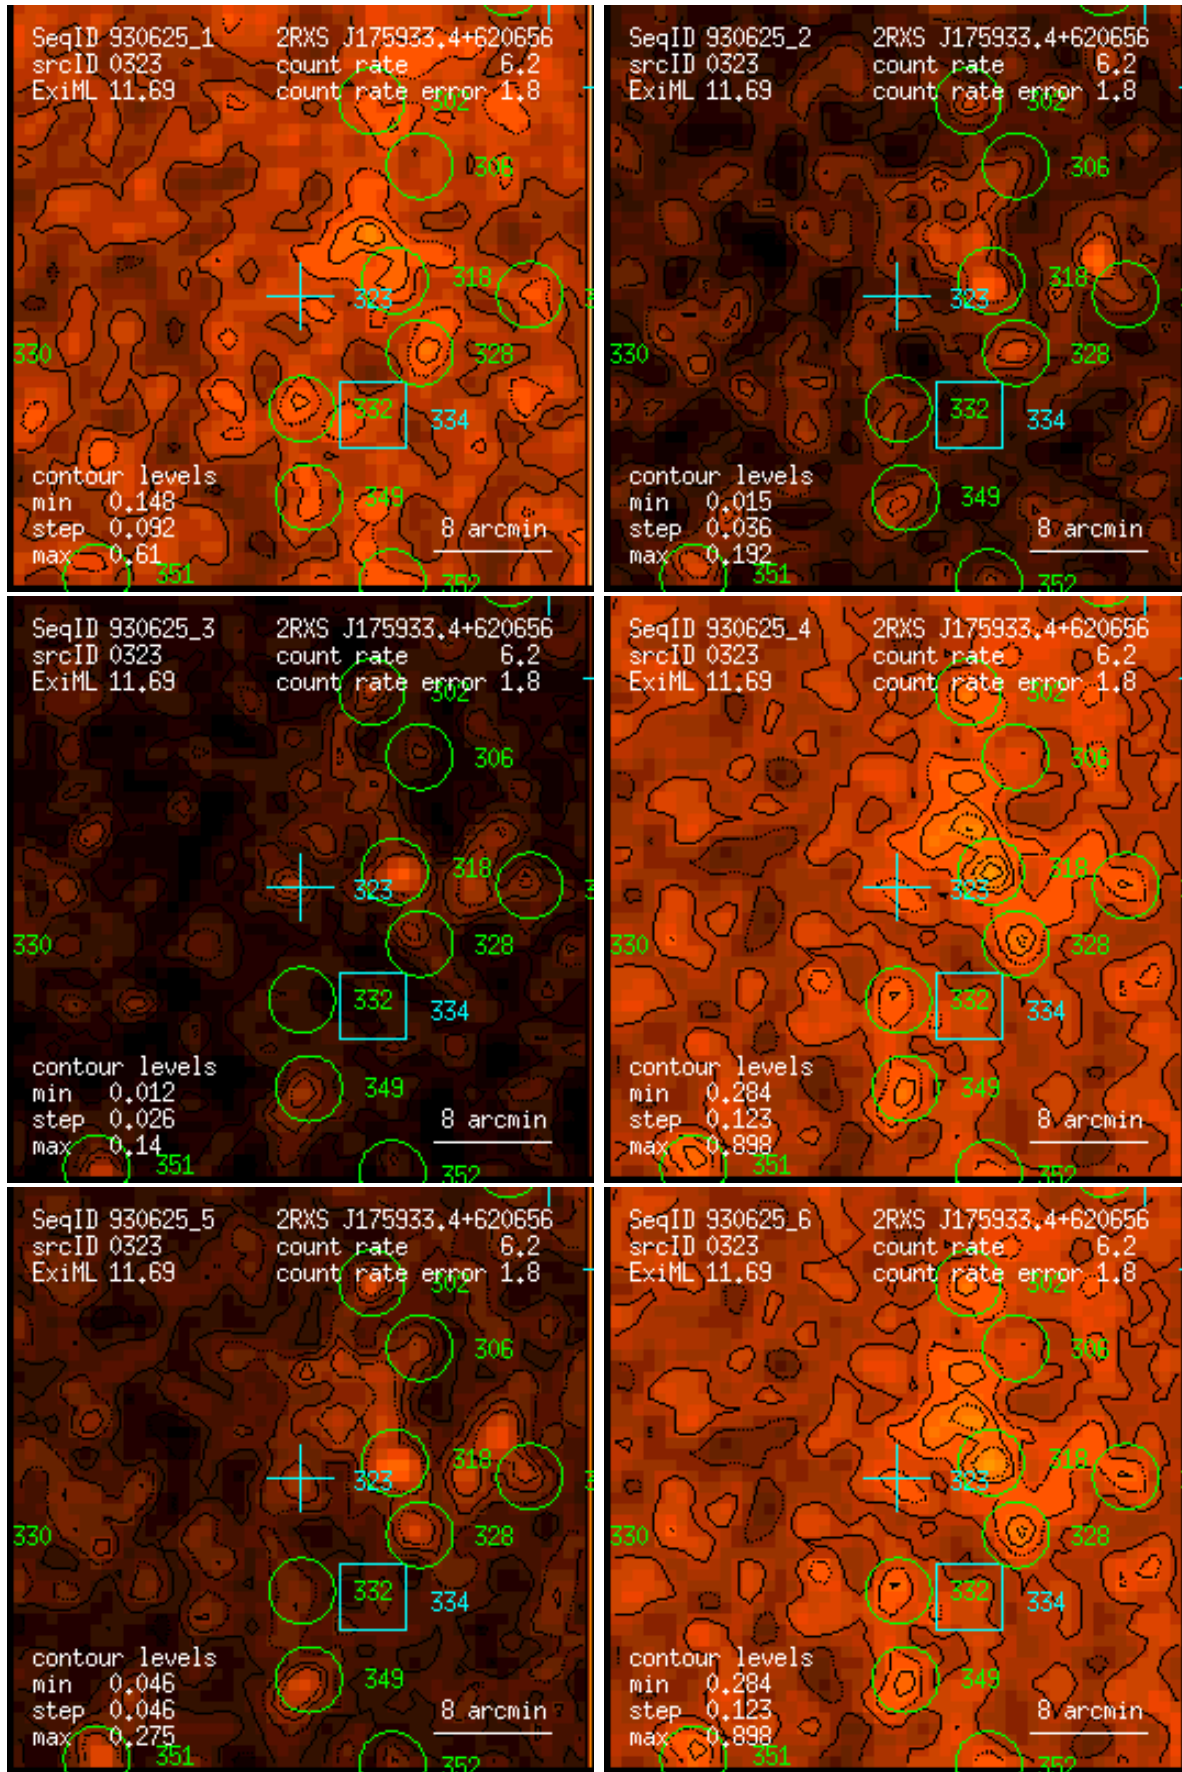 SeqID 930625_1 2RXS J175933.4+620656
srcID 0323 count rate 6.2
ExiML 11.69 count rate error 1.8
302
306
318
323
330 328
332 334
contour levels
min 0.148 349
step 0.092 8 arcmin
max 0.61
351 352
SeqID 930625_2 2RXS J175933.4+620656
srcID 0323 count rate 6.2
ExiML 11.69 count rate error 1.8
302
306
318
323
330 328
332 334
contour levels
min 0.015 349
step 0.036 8 arcmin
max 0.192
351 352
SeqID 930625_3 2RXS J175933.4+620656
srcID 0323 count rate 6.2
ExiML 11.69 count rate error 1.8
302
306
318
323
330 328
332 334
contour levels
min 0.012 349
step 0.026 8 arcmin
max 0.14
351 352
SeqID 930625_4 2RXS J175933.4+620656
srcID 0323 count rate 6.2
ExiML 11.69 count rate error 1.8
302
306
318
323
330 328
332 334
contour levels
min 0.284 349
step 0.123 8 arcmin
max 0.898
351 352
SeqID 930625_5 2RXS J175933.4+620656
srcID 0323 count rate 6.2
ExiML 11.69 count rate error 1.8
302
306
318
323
330 328
332 334
contour levels
min 0.046 349
step 0.046 8 arcmin
max 0.275
351 352
SeqID 930625_6 2RXS J175933.4+620656
srcID 0323 count rate 6.2
ExiML 11.69 count rate error 1.8
302
306
318
323
330 328
332 334
contour levels
min 0.284 349
step 0.123 8 arcmin
max 0.898
351 352